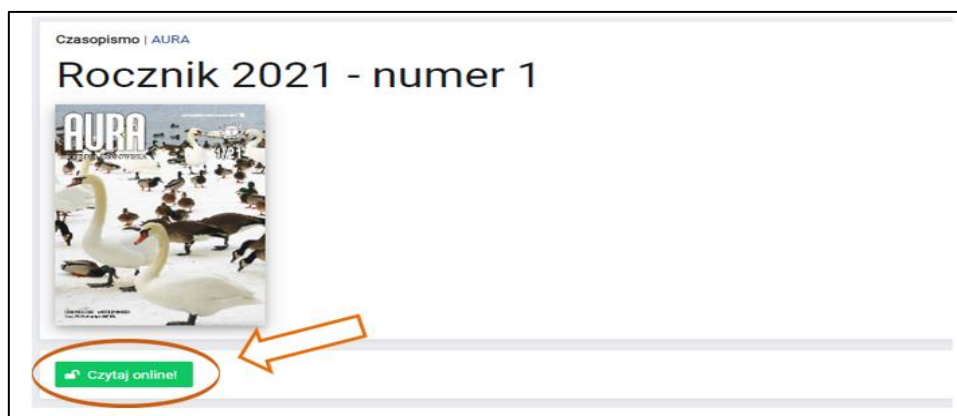 Czasopismo | AURA
Rocznik 2021 - numer 1
AURA
1/21
Czytaj online!